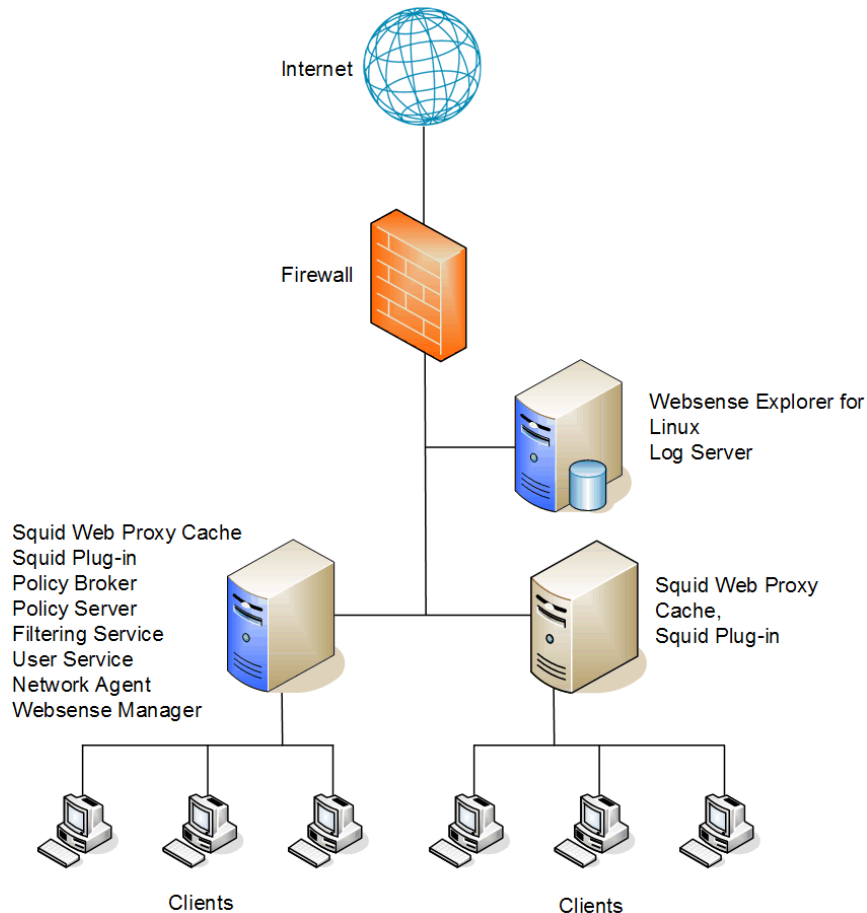 Internet
Firewall
Websense Explorer for
Linux
Log Server
Squid Web Proxy Cache
Squid Plug-in
Policy Broker
Policy Server
Filtering Service
User Service
Network Agent
Websense Manager
Squid Web Proxy
Cache,
Squid Plug-in
Clients
Clients